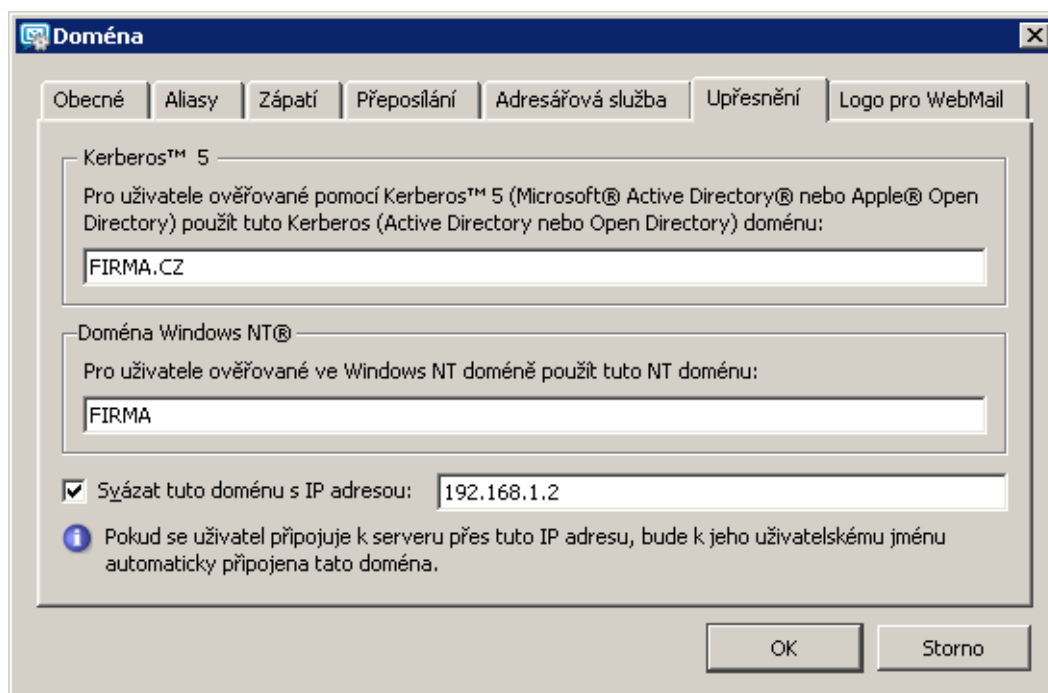 Doména
Obecné Aliasy Zápatí Přeposílání Adresářová služba Upřesnění Logo pro WebMail
Kerberos™ 5
Pro uživatele ověřované pomocí Kerberos™ 5 (Microsoft® Active Directory® nebo Apple® Open
Directory) použít tuto Kerberos (Active Directory nebo Open Directory) doménu:
FIRMA.CZ
Doména Windows NT®
Pro uživatele ověřované ve Windows NT doméně použít tuto NT doménu:
FIRMA
Svázat tuto doménu s IP adresou: 192.168.1.2
Pokud se uživatel připojuje k serveru přes tuto IP adresu, bude k jeho uživatelskému jménu
automaticky připojena tato doména.
OK Storno